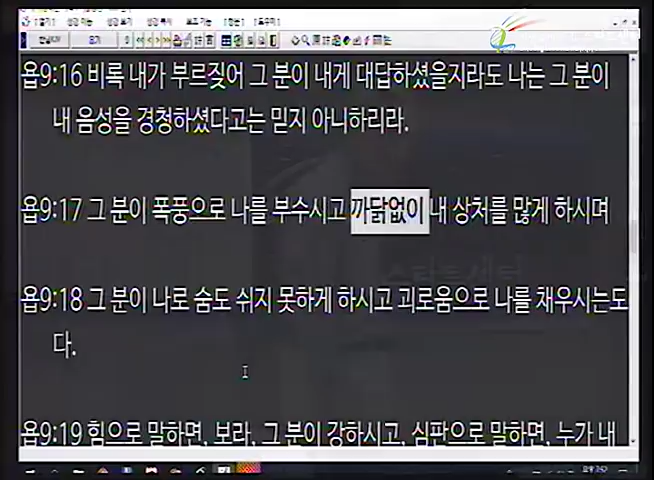 욥9:16 비록 내가 부르짖어 그 분이 내게 대답하셨을지라도 나는 그 분이
내 음성을 경청하셨다고는 믿지 아니하리라.
욥9:17 그 분이 폭풍으로 나를 부수시고 까닭없이 내 상처를 많게 하시며
욥9:18 그 분이 나로 숨도 쉬지 못하게 하시고 괴로움으로 나를 채우시는도
다.
욥9:19 힘으로 말하면, 보라, 그 분이 강하시고, 심판으로 말하면, 누가 내